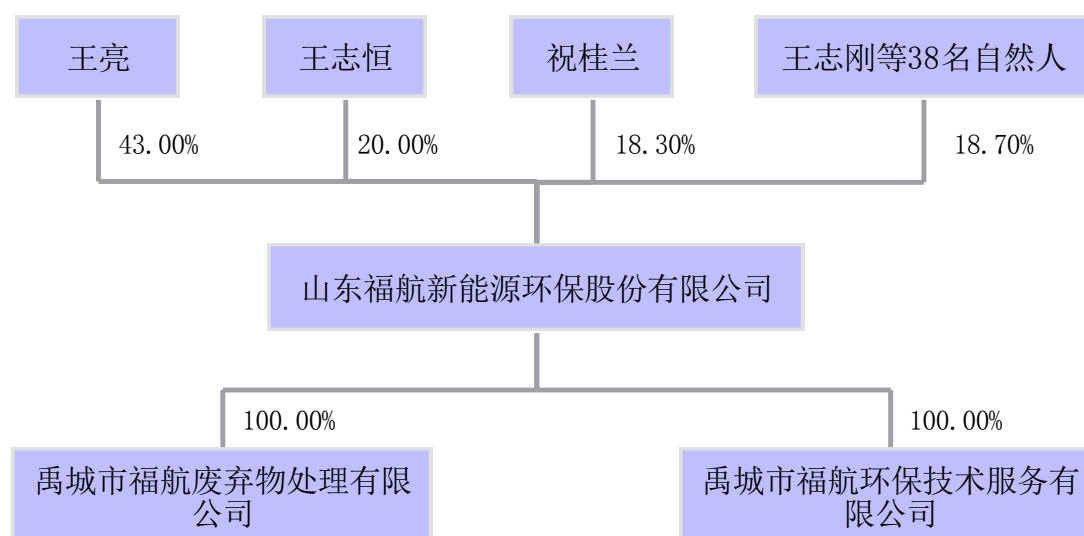 王亮
王志恒
祝桂兰
王志刚等38名自然人
43.00%
20.00%
18.30%
18.70%
山东福航新能源环保股份有限公司
100.00%
100.00%
禹城市福航废弃物处理有限
公司
禹城市福航环保技术服务有
限公司